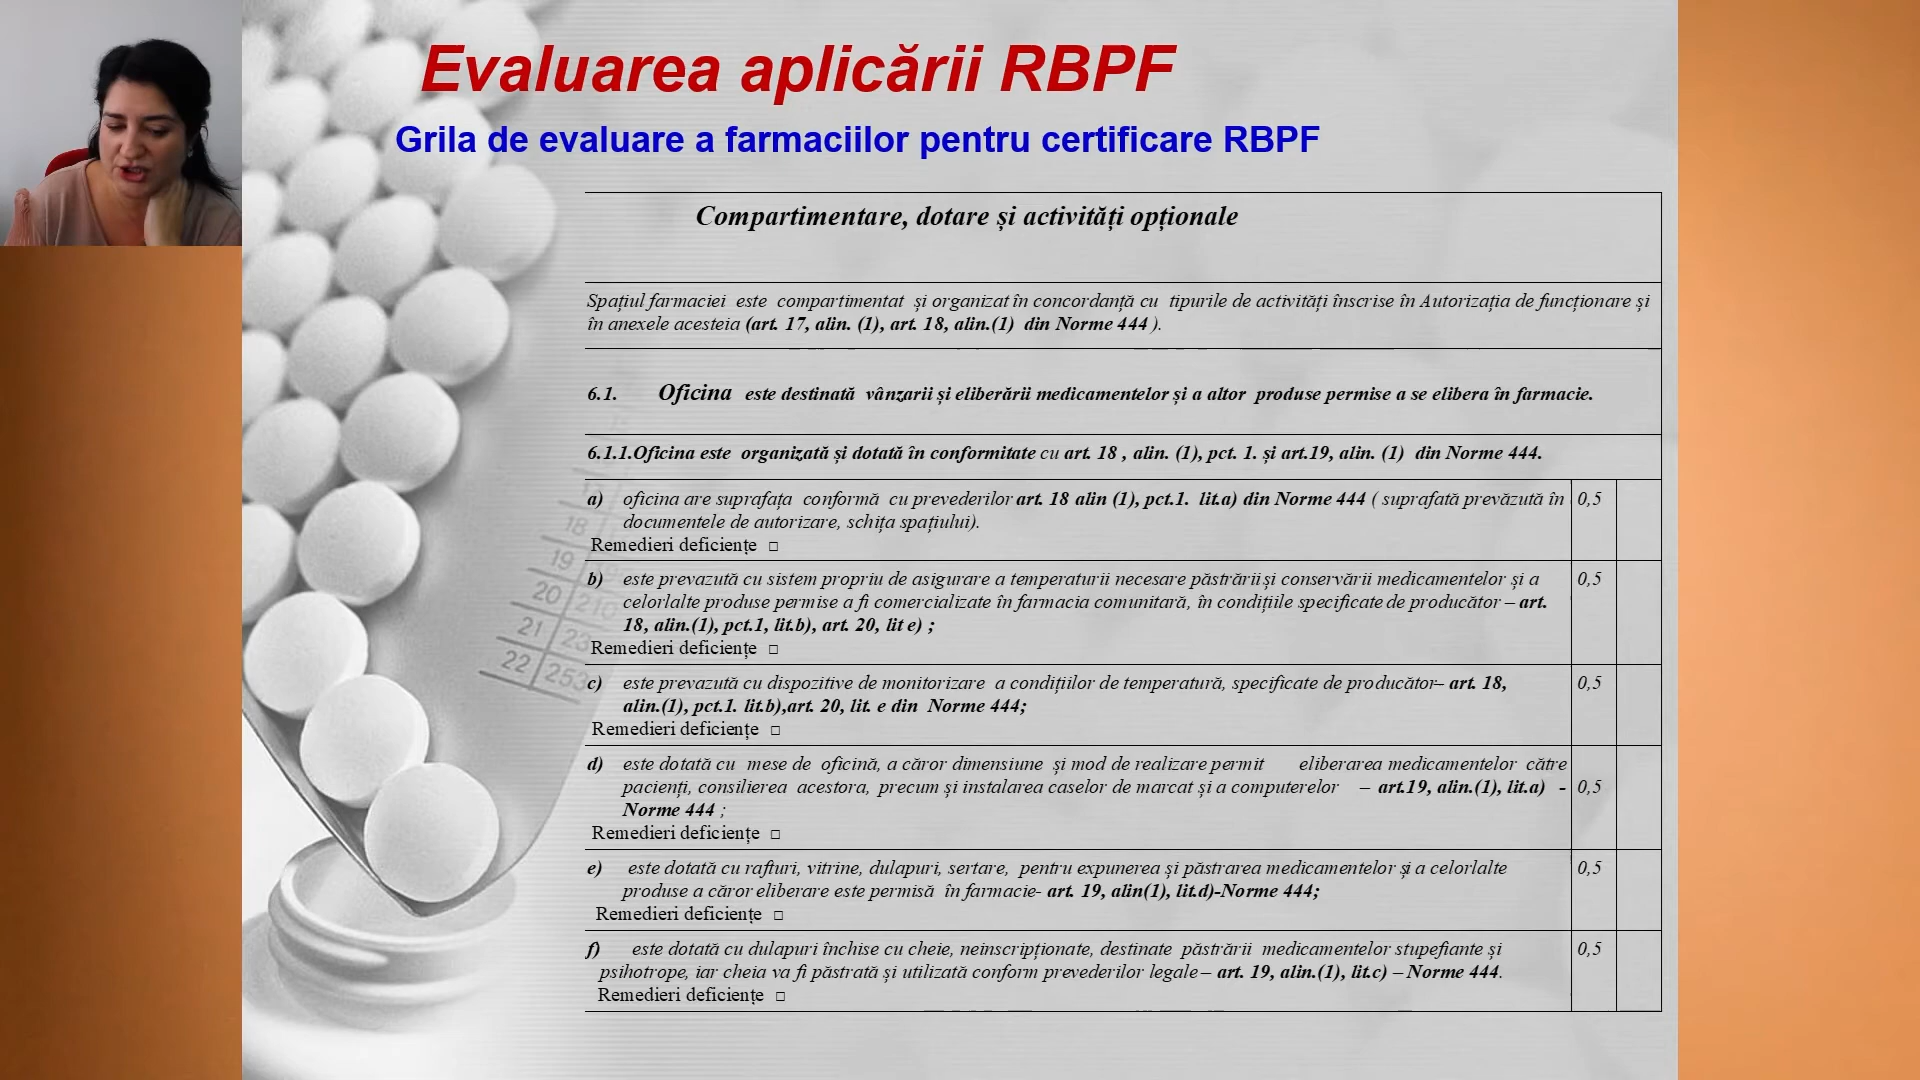 Evaluarea aplicării RBPF
Grila de evaluare a farmaciilor pentru certificare RBPF
Compartimentare, dotare și activități opționale
Spațiul farmaciei este compartimentat și organizat în concordanță cu tipurile de activități înscrise în Autorizația de funcționare și
în anexele acesteia (art. 17, alin. (1), art. 18, alin.(1) din Norme 444 ).
6.1. Oficina este destinată vânzarii și eliberării medicamentelor și a altor produse permise a se elibera în farmacie.
6.1.1.Oficina este organizată și dotată în conformitate cu art. 18 , alin. (1), pct. 1. și art.19, alin. (1) din Norme 444.
a) oficina are suprafața conformă cu prevederilor art. 18 alin (1), pct.1. lit.a) din Norme 444 ( suprafată prevăzută în 0,5
documentele de autorizare, schița spațiului).
Remedieri deficiențe □
b) este prevazută cu sistem propriu de asigurare a temperaturii necesare păstrării și conservării medicamentelor și a 0,5
celorlalte produse permise a fi comercializate în farmacia comunitară, în condițiile specificate de producător – art.
18, alin.(1), pct.1, lit.b), art. 20, lit e) ;
Remedieri deficiențe □
c) este prevazută cu dispozitive de monitorizare a condițiilor de temperatură, specificate de producător– art. 18, 0,5
alin.(1), pct.1. lit.b),art. 20, lit. e din Norme 444;
Remedieri deficiențe □
d) este dotată cu mese de oficină, a căror dimensiune și mod de realizare permit eliberarea medicamentelor către
pacienți, consilierea acestora, precum și instalarea caselor de marcat și a computerelor – art.19, alin.(1), lit.a) - 0,5
Norme 444 ;
Remedieri deficiențe □
e) este dotată cu rafturi, vitrine, dulapuri, sertare, pentru expunerea și păstrarea medicamentelor și a celorlalte 0,5
produse a căror eliberare este permisă în farmacie- art. 19, alin(1), lit.d)-Norme 444;
Remedieri deficiențe □
f) este dotată cu dulapuri închise cu cheie, neinscripționate, destinate păstrării medicamentelor stupefiante și 0,5
psihotrope, iar cheia va fi păstrată și utilizată conform prevederilor legale – art. 19, alin.(1), lit.c) – Norme 444.
Remedieri deficiențe □
18
19
20 210
21 23
22 253